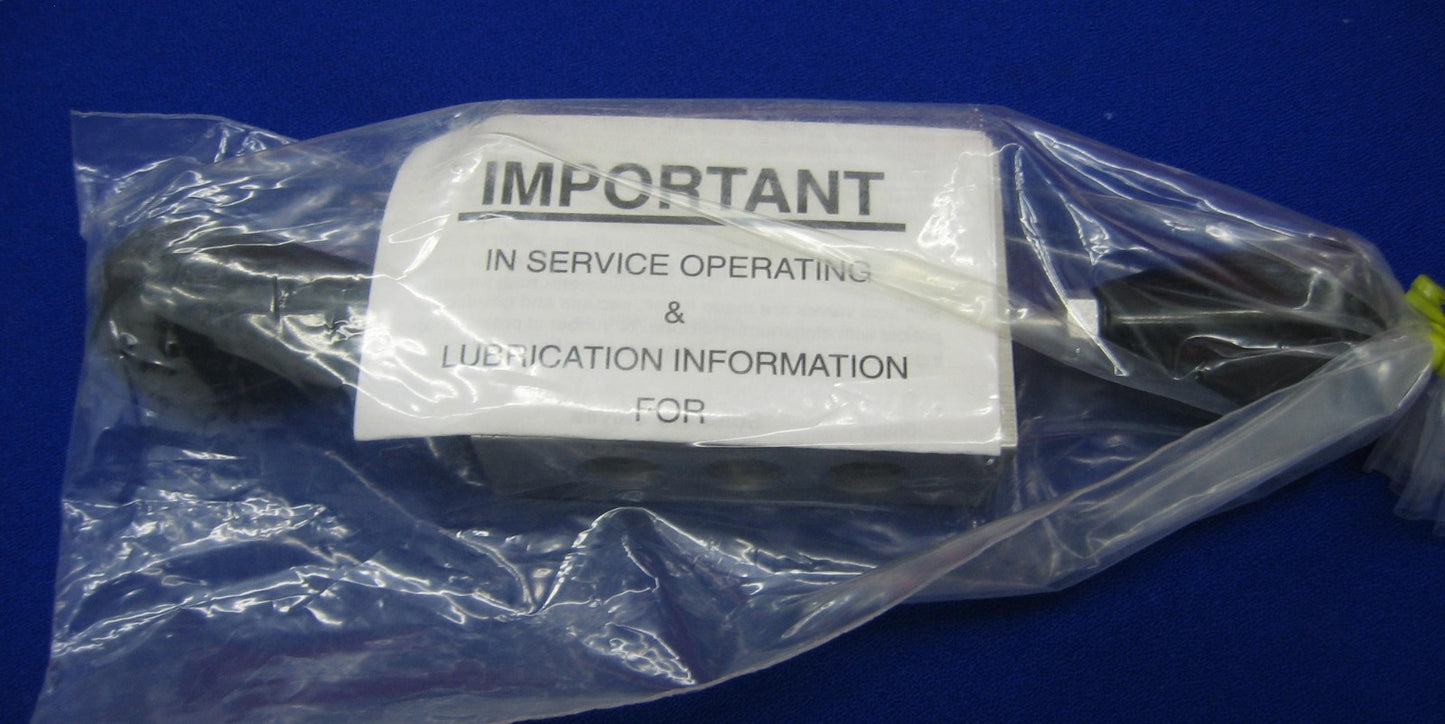 IMPORTANT
IN SERVICE OPERATING
&
LUBRICATION INFORMATION
FOR